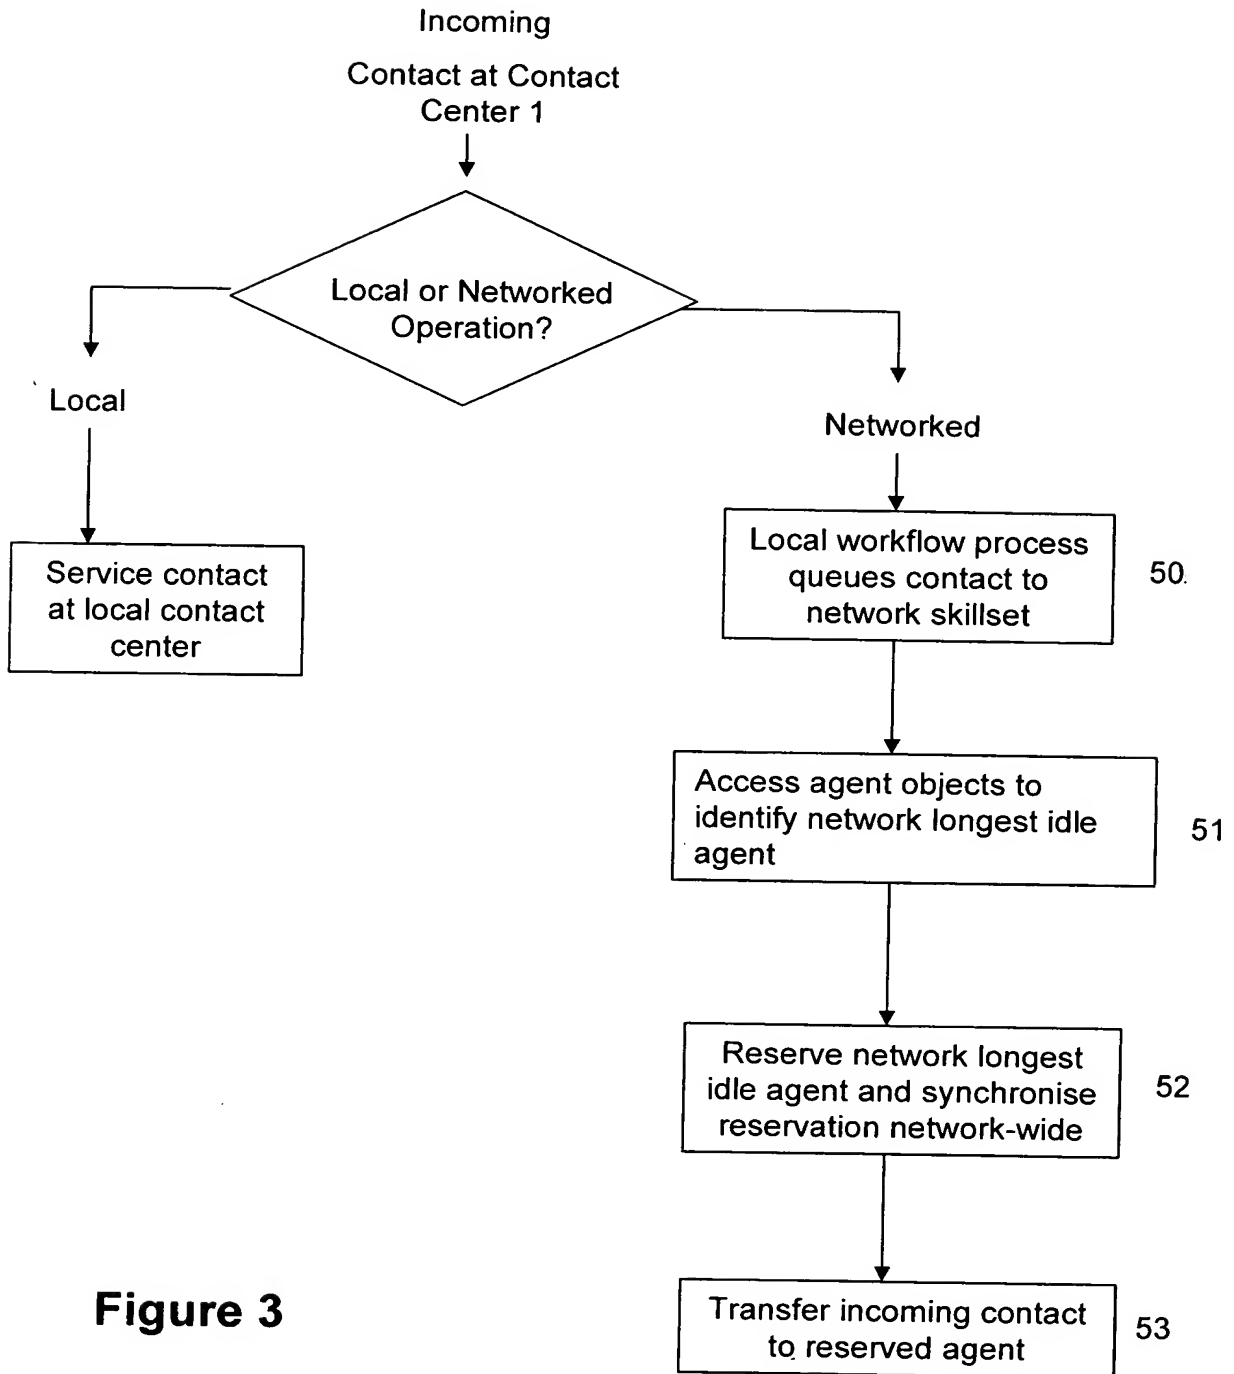 Incoming
Contact at Contact
Center 1
Local or Networked
Operation?
Local
Networked
Service contact
at local contact
center
Local workflow process
queues contact to
network skillset
50.
Access agent objects to
identify network longest idle
agent
51
Reserve network longest
idle agent and synchronise
reservation network-wide
52
Transfer incoming contact
to reserved agent
53
Figure 3